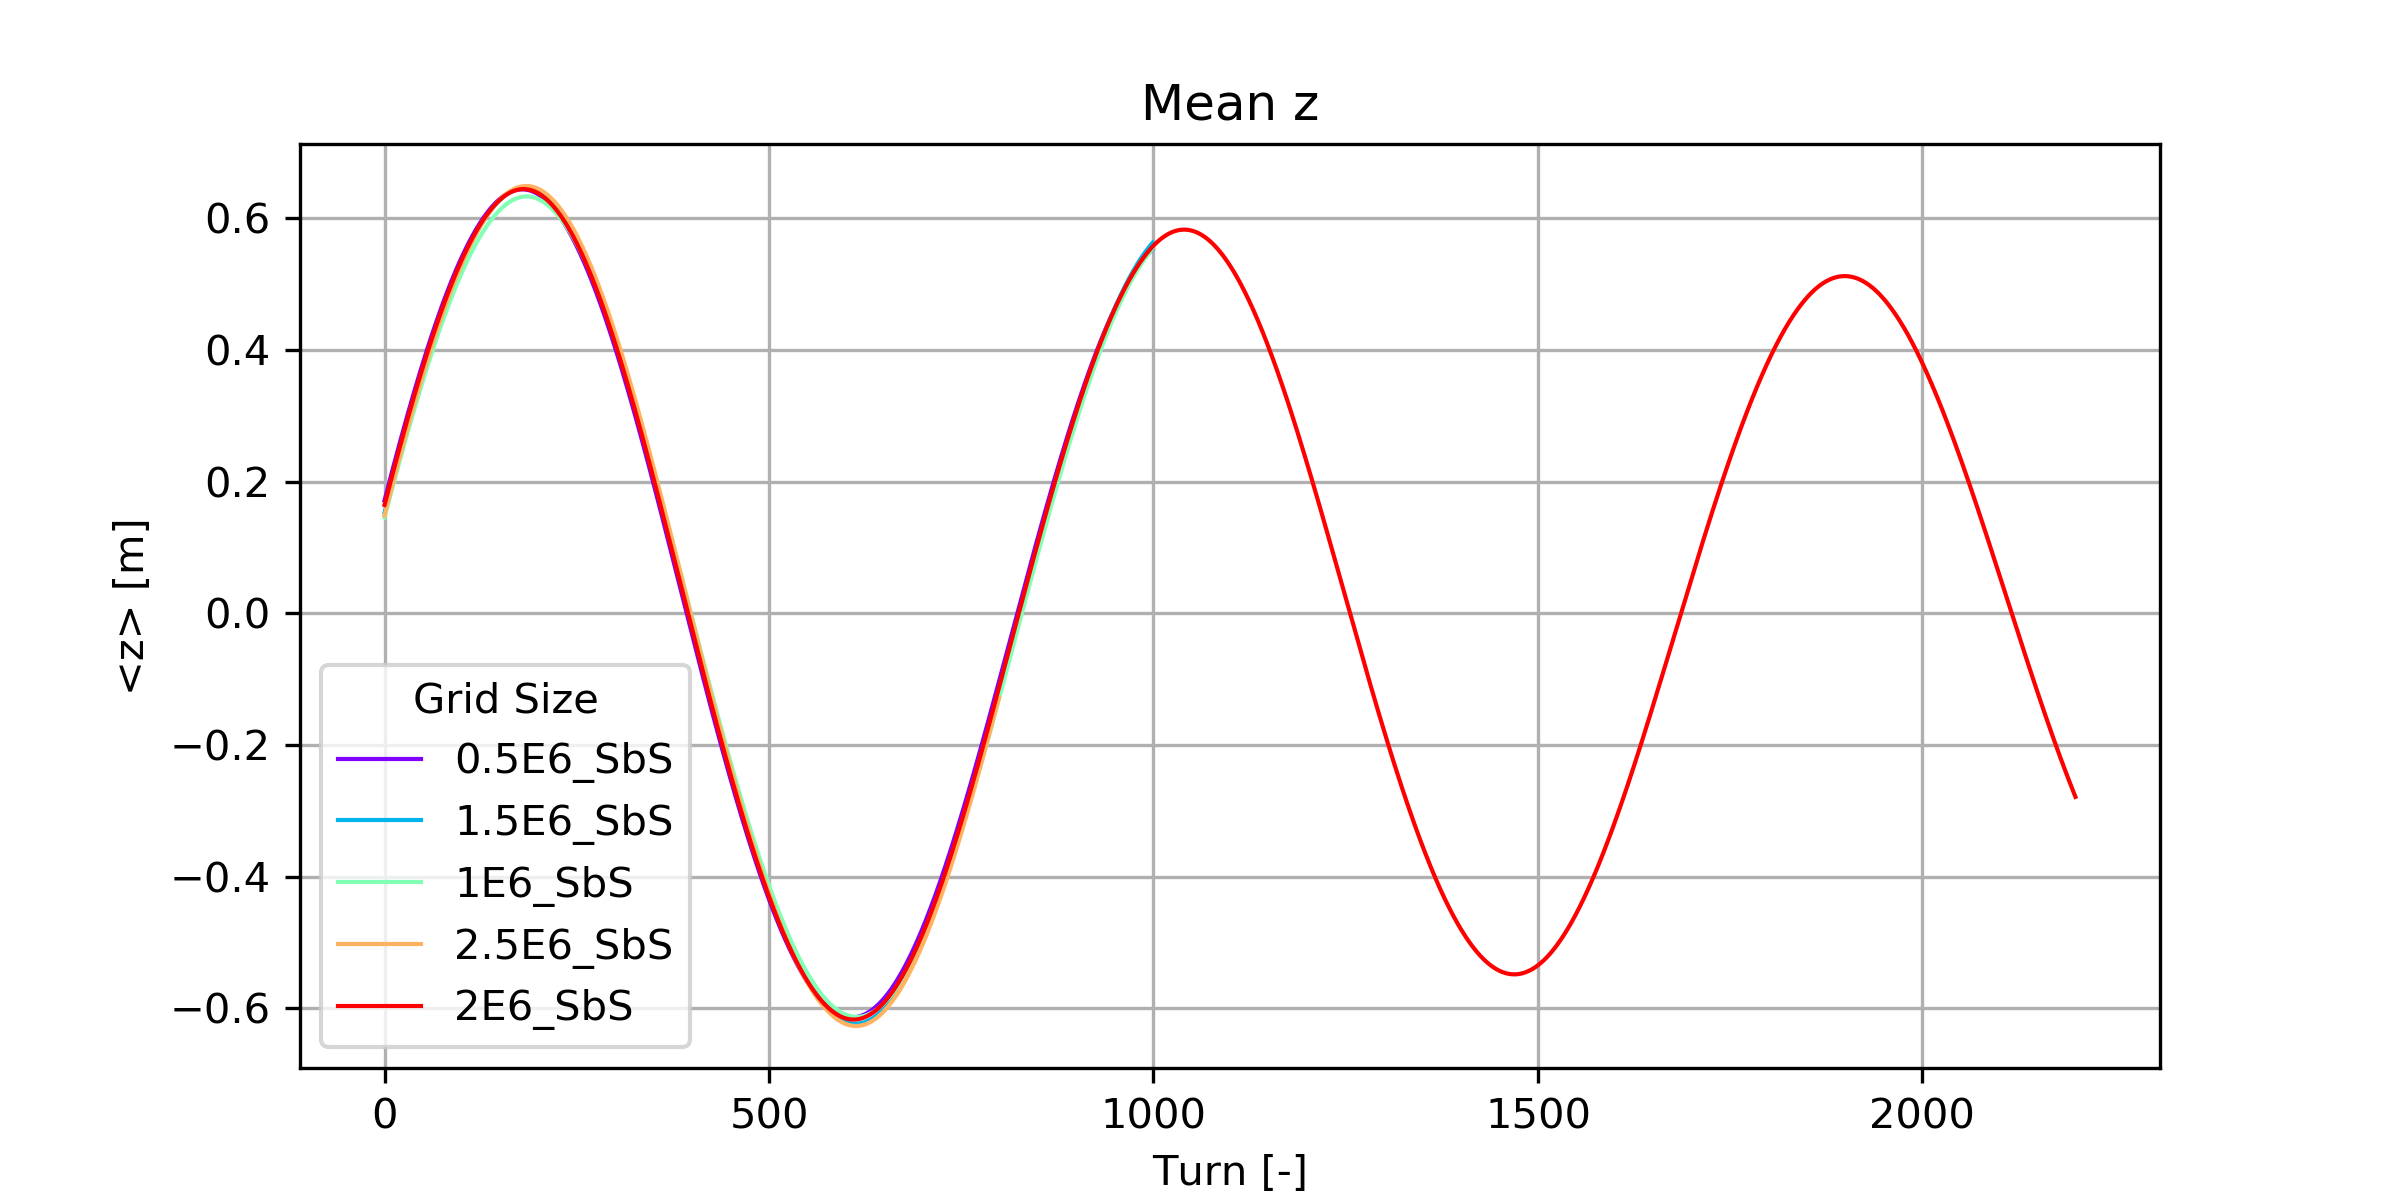 Mean z
<z> [m]
0.6
0.4
0.2
0.0
−0.2
−0.4
−0.6
Grid Size
0.5E6_SbS
1.5E6_SbS
1E6_SbS
2.5E6_SbS
2E6_SbS
0 500 1000 1500 2000
Turn [-]